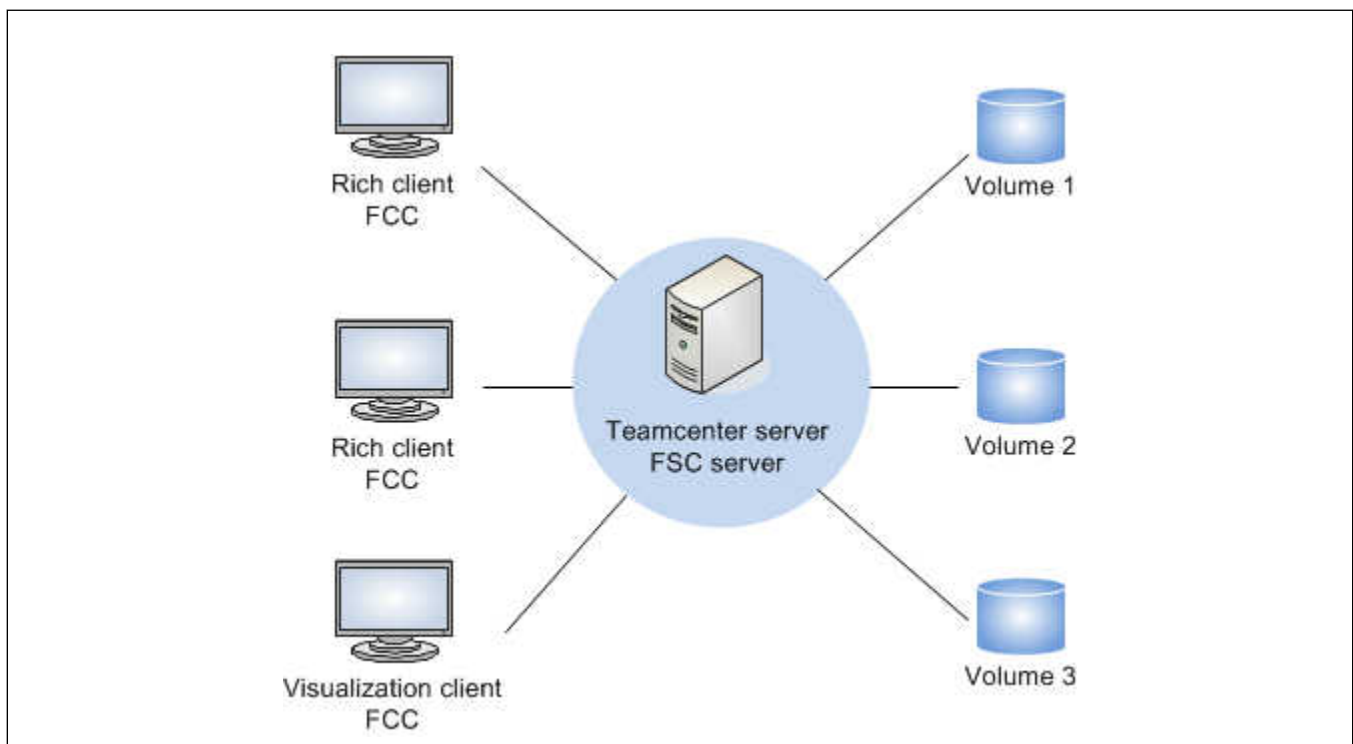 Rich client
FCC
Volume 1
Rich client
FCC
Teamcenter server
FSC server
Volume 2
Visualization client
FCC
Volume 3